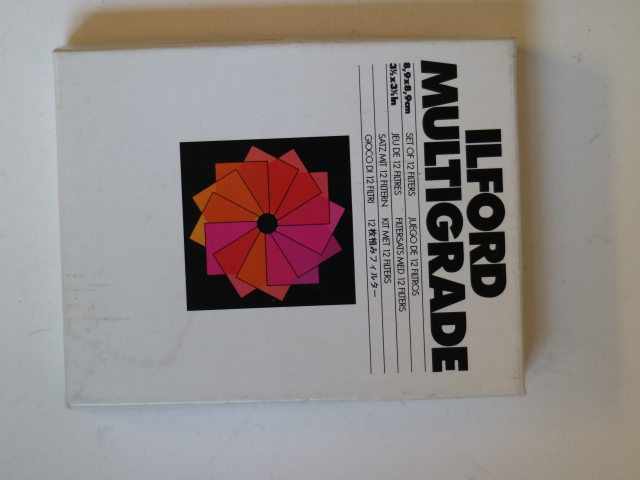 ILFORD
MULTIGRADE
8,9x8,9cm
3½x3½in
SET OF 12 FILTERS
JEU DE 12 FILTRES
SATZ MIT 12 FILTERN
GIOCO DI 12 FILTRI
JUEGO DE 12 FILTROS
FILTERSATS MED 12 FILTERS
KIT MET 12 FILTERS
12枚組みフィルター